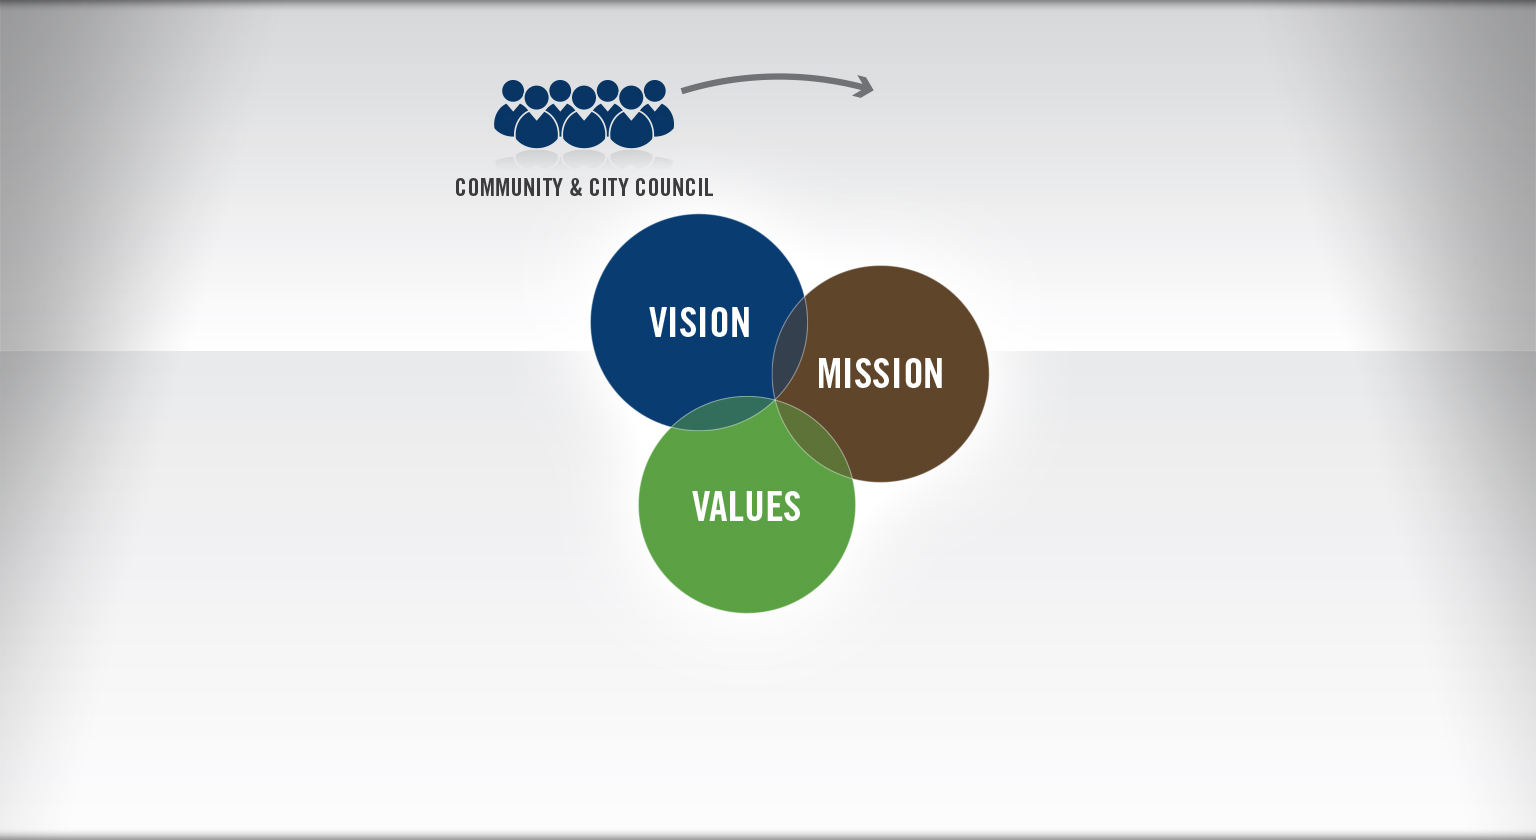 COMMUNITY & CITY COUNCIL
VISION
MISSION
VALUES